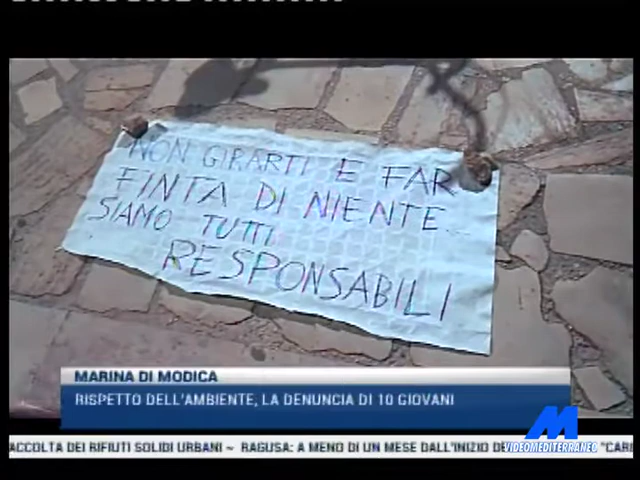 NON GIRARTI E FAR
FINTA DI NIENTE...
SIAMO TUTTI
RESPONSABILI
MARINA DI MODICA
RISPETTO DELL'AMBIENTE, LA DENUNCIA DI 10 GIOVANI
VIDEOMEDITERRANEO
ACCOLTA DEI RIFIUTI SOLIDI URBANI ~ RAGUSA: A MENO DI UN MESE DALL'INIZIO